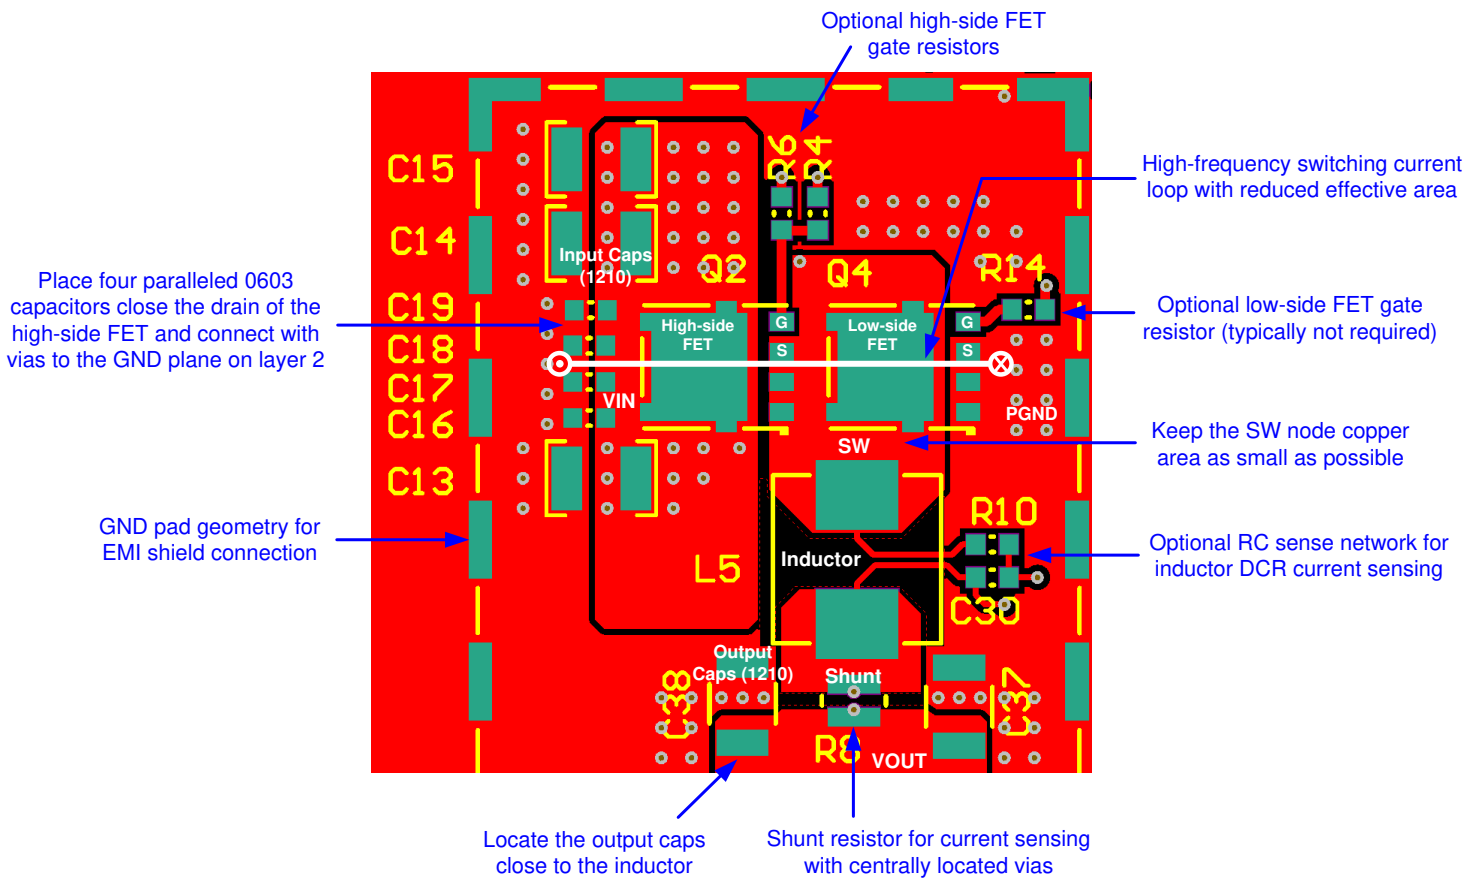 Optional high-side FET
gate resistors
R6
R4
C15
High-frequency switching current
loop with reduced effective area
C14
Input Caps
(1210)
Q2
Q4
R14
Place four paralleled 0603
capacitors close the drain of the
high-side FET and connect with
vias to the GND plane on layer 2
C19
C18
C17
C16
High-side
FET
G
S
Low-side
FET
G
S
Optional low-side FET gate
resistor (typically not required)
VIN
PGND
SW
Keep the SW node copper
area as small as possible
C13
GND pad geometry for
EMI shield connection
R10
L5
Inductor
Optional RC sense network for
inductor DCR current sensing
C30
Output
Caps (1210)
Shunt
C38
C37
R8
VOUT
Locate the output caps
close to the inductor
Shunt resistor for current sensing
with centrally located vias